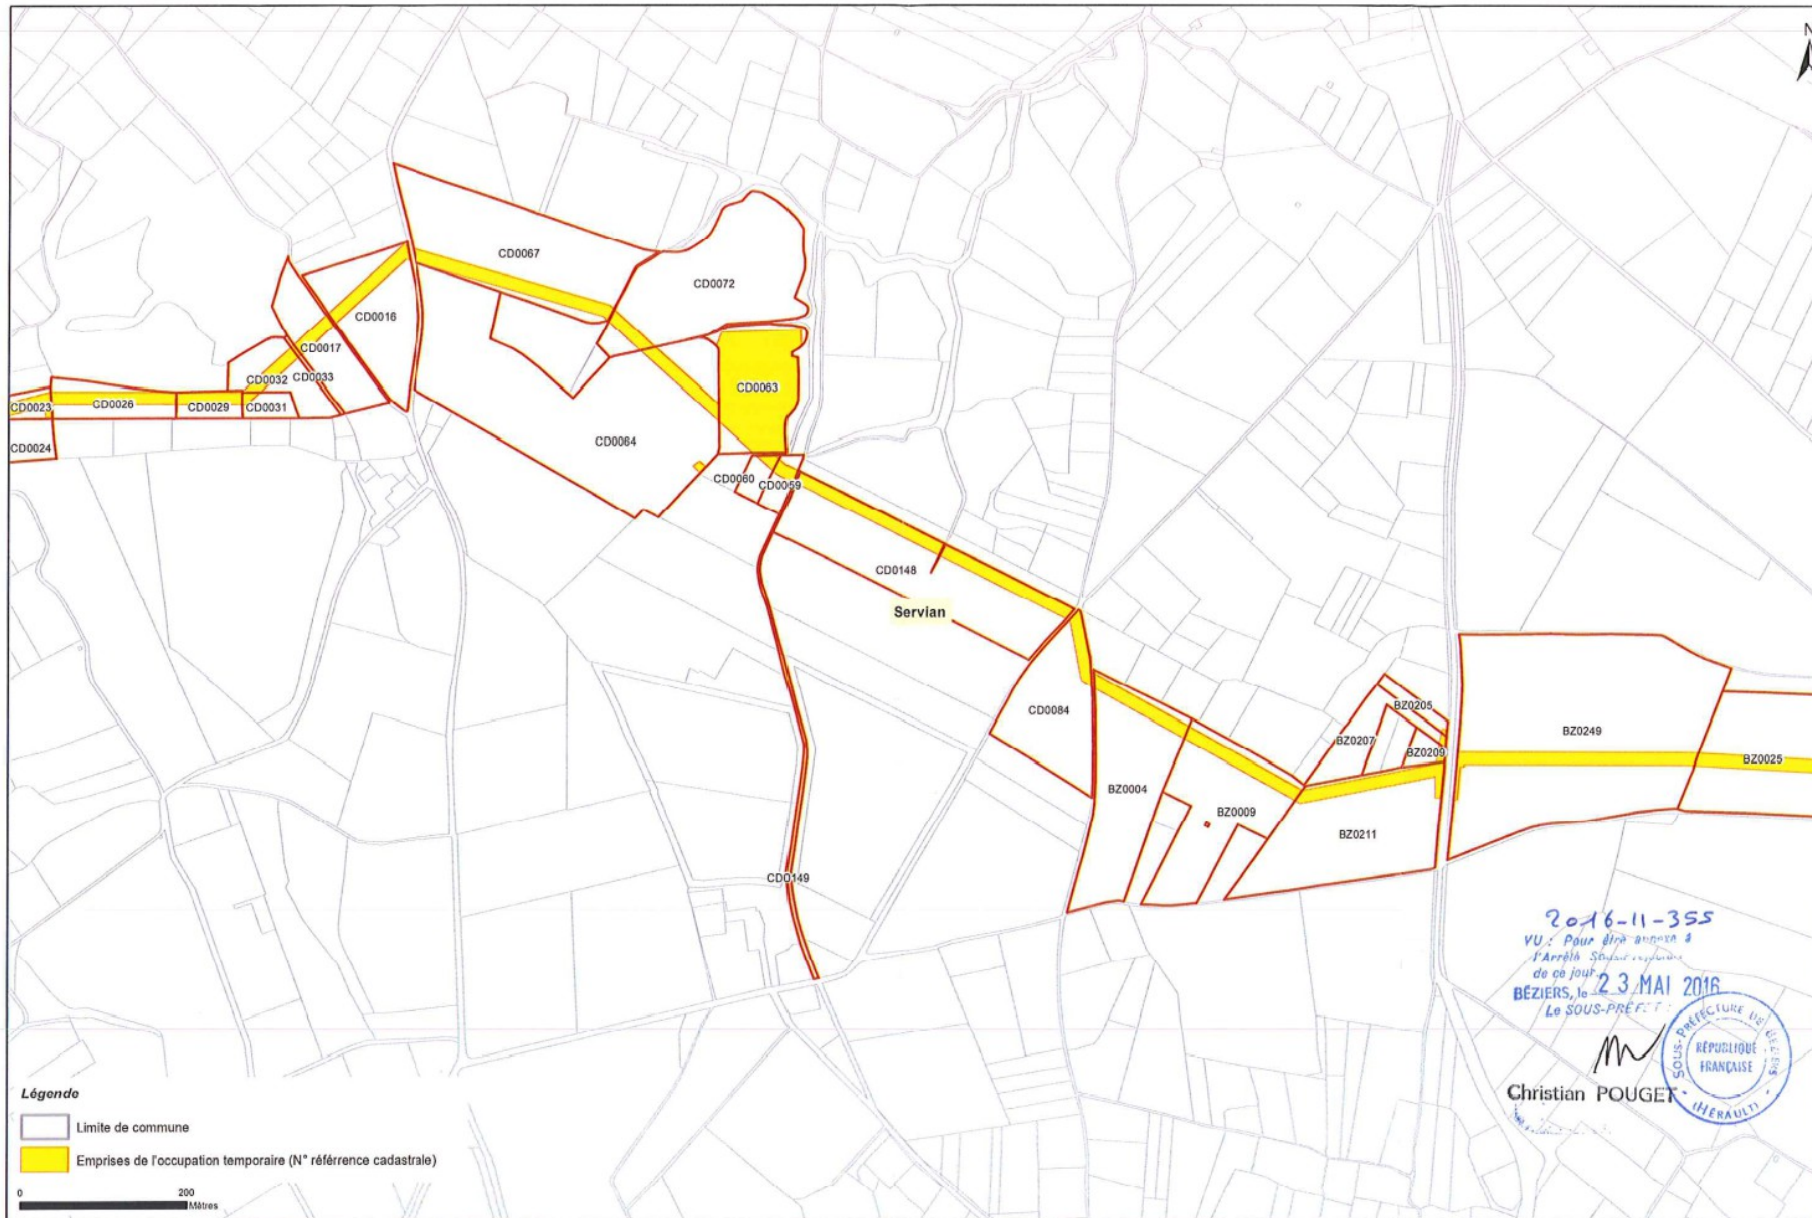 N
CD0067
CD0072
CD0016
CD0017
CD0032
CD0033
CD0063
CD0023
CD0026
CD0029
CD0031
CD0024
CD0064
CD0060
CD0059
CD0148
Servian
CD0084
BZ0205
BZ0207
BZ0209
BZ0249
BZ0025
BZ0004
BZ0009
BZ0211
CD0149
2016-11-355
VU : Pour être annexé à
l'Arrêté
de ce jour,
BÉZIERS, le 23 MAI 2016
Le SOUS-PRÉFET :
SOUS-PRÉFECTURE DE BEZIERS
RÉPUBLIQUE
FRANÇAISE
(HÉRAULT)
Christian POUGET
Légende
Limite de commune
Emprises de l'occupation temporaire (N° référrence cadastrale)
0 200
Mètres